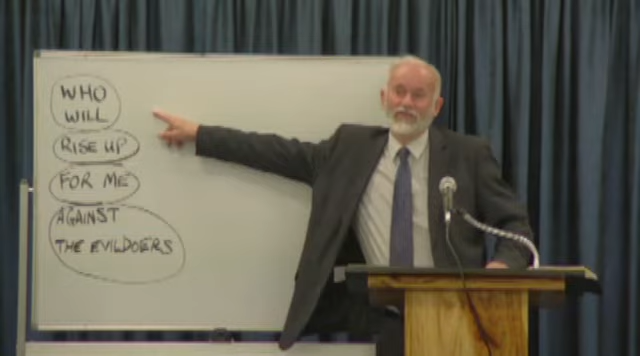 WHO
WILL
RISE UP
FOR ME
AGAINST
THE EVILDOERS